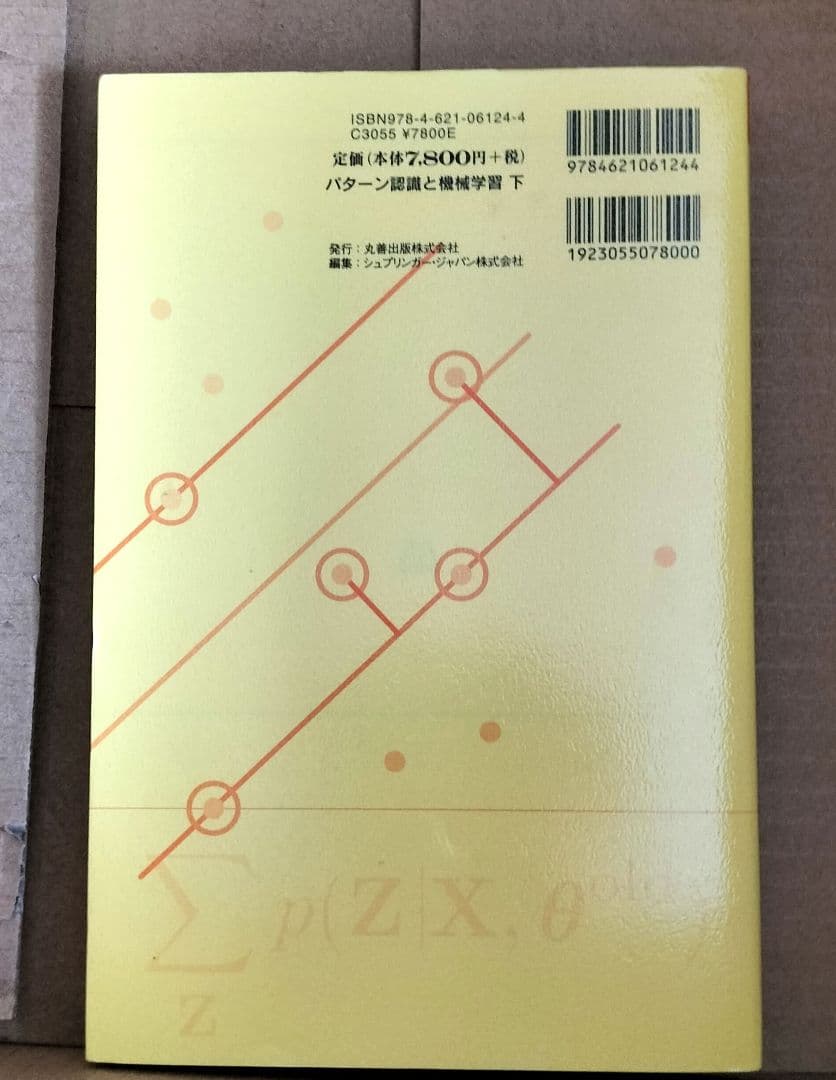 ISBN978-4-621-06124-4
C3055 ¥7800E
定価(本体7,800円+税)
パターン認識と機械学習 下
9784621061244
1923055078000
発行:丸善出版株式会社
編集:シュプリンガー・ジャパン株式会社
∑ p(Z|X, θold
Z